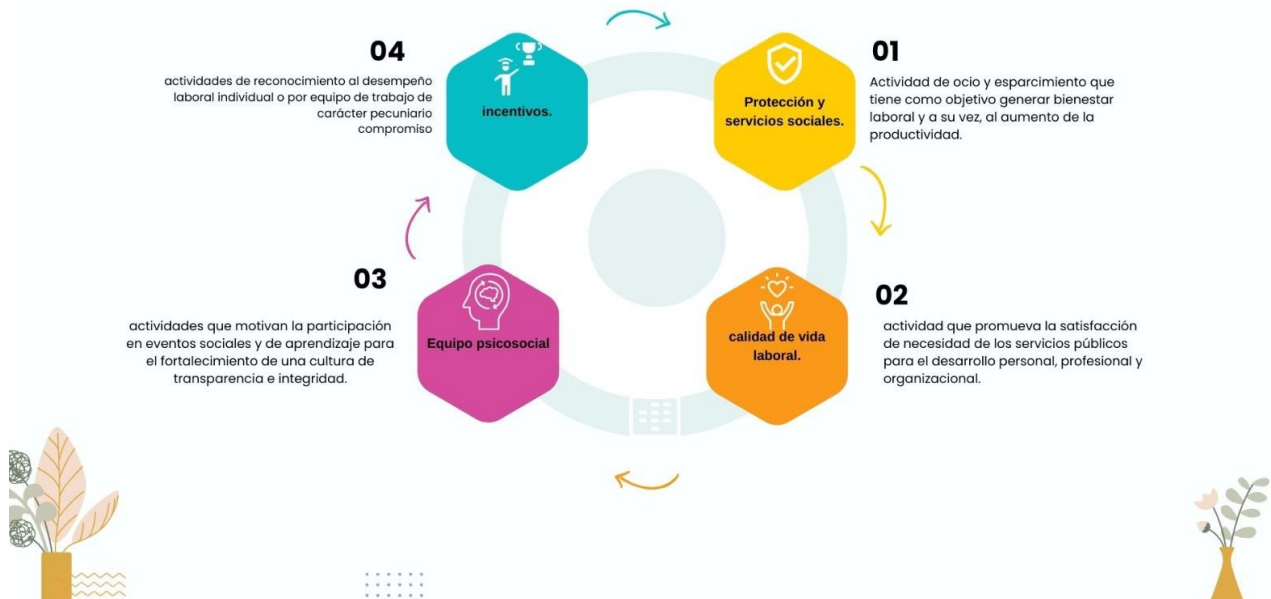 01
Protección y
servicios sociales.
Actividad de ocio y esparcimiento que
tiene como objetivo generar bienestar
laboral y a su vez, al aumento de la
productividad.
02
calidad de vida
laboral.
actividad que promueva la satisfacción
de necesidad de los servicios públicos
para el desarrollo personal, profesional y
organizacional.
03
Equipo psicosocial
actividades que motivan la participación
en eventos sociales y de aprendizaje para
el fortalecimiento de una cultura de
transparencia e integridad.
04
incentivos.
actividades de reconocimiento al desempeño
laboral individual o por equipo de trabajo de
carácter pecuniario
compromiso